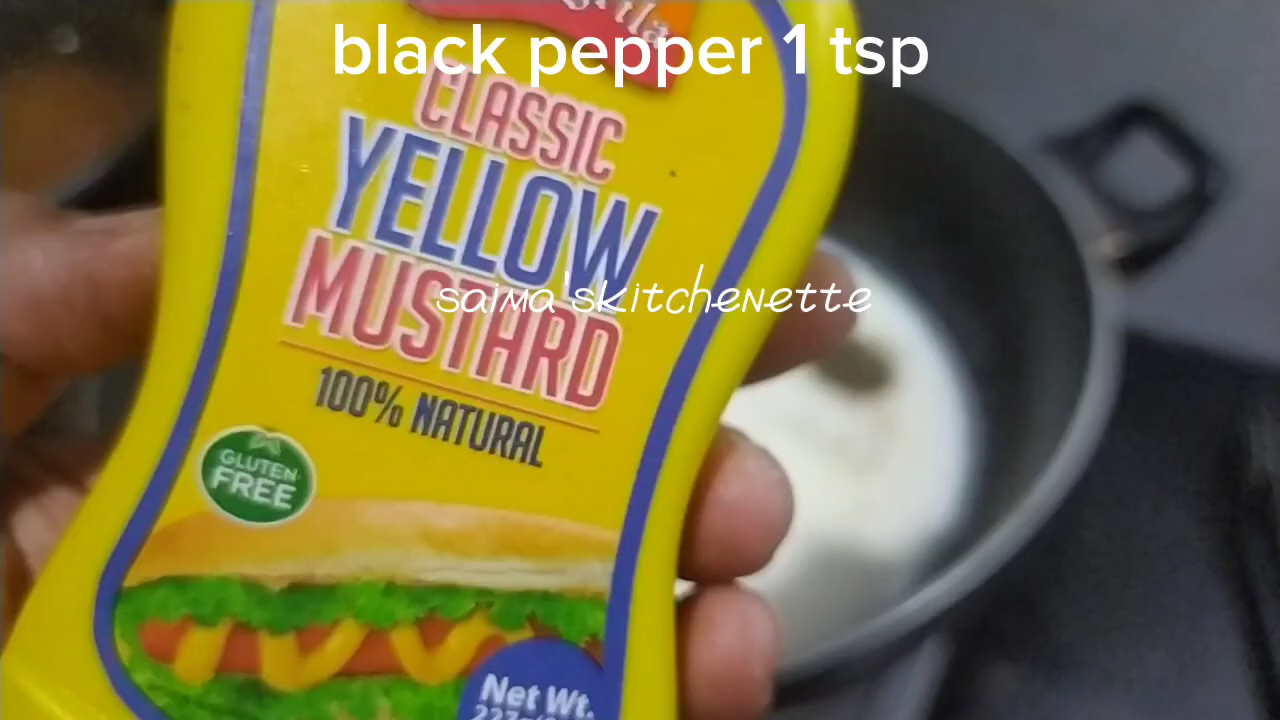 black pepper 1 tsp
CLASSIC
YELLOW
MUSTARD
saima'skitchenette
100% NATURAL
GLUTEN
FREE
Net Wt.